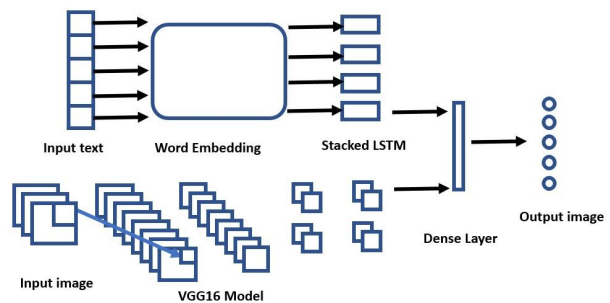 Input text
Word Embedding
Stacked LSTM
Output image
Dense Layer
Input image
VGG16 Model